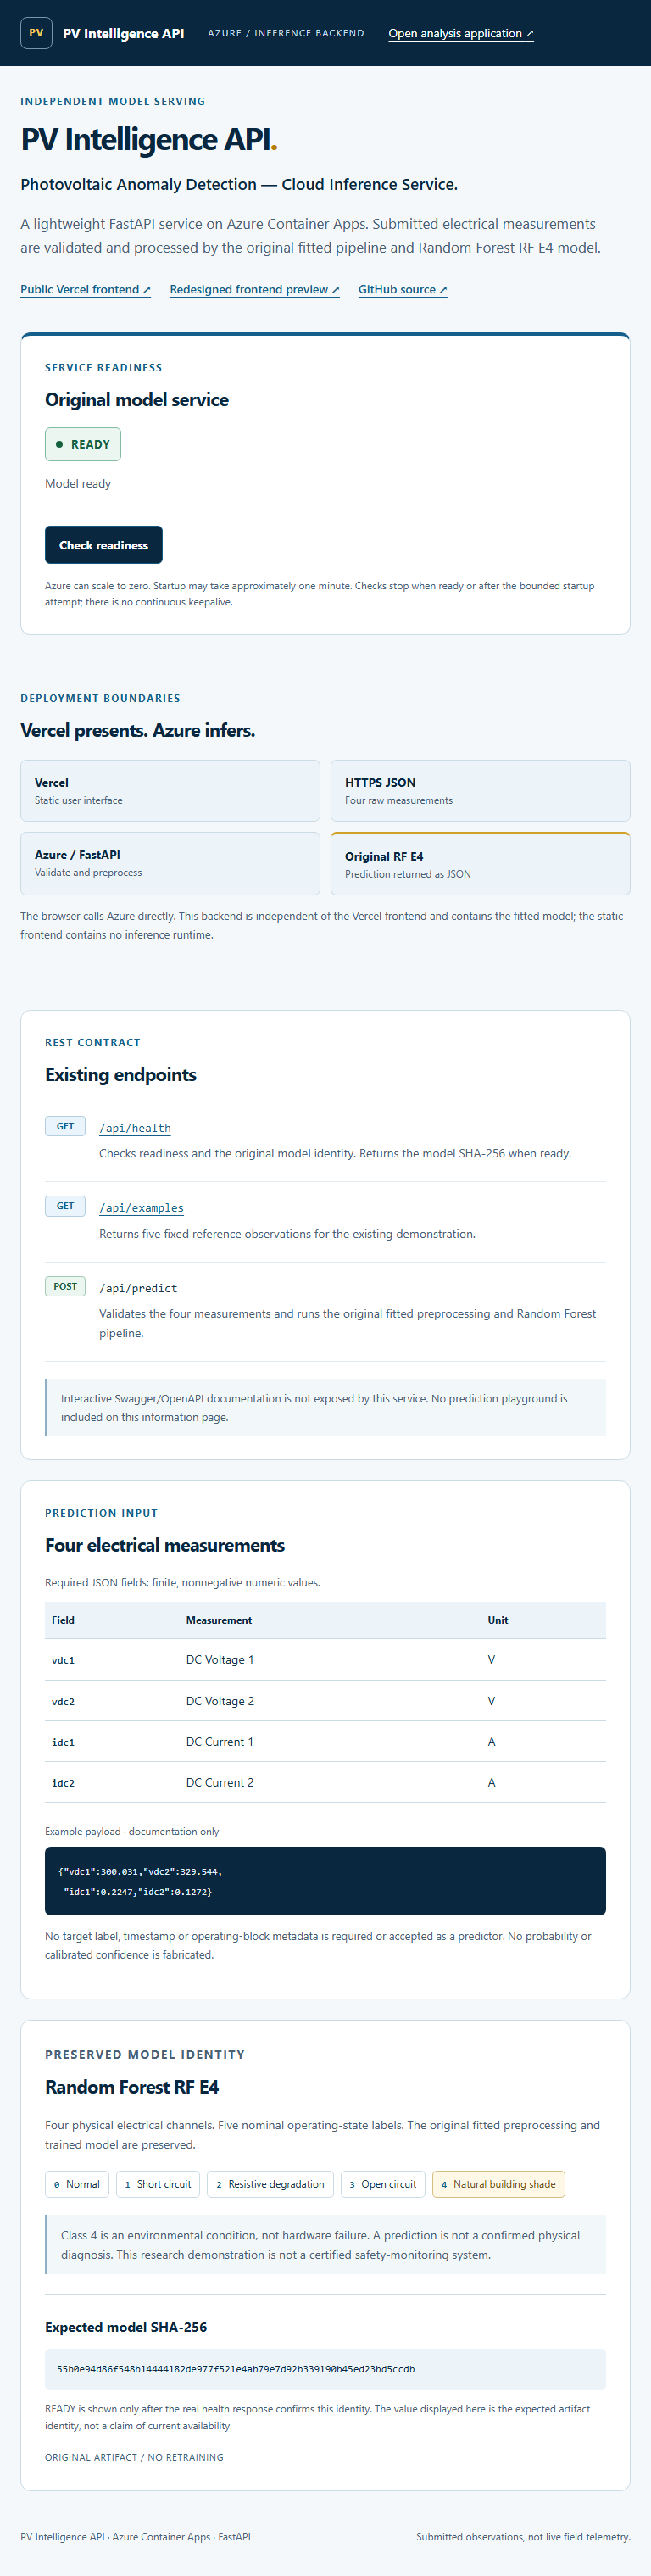 PV PV Intelligence API AZURE / INFERENCE BACKEND Open analysis application ↗
INDEPENDENT MODEL SERVING
PV Intelligence API.
Photovoltaic Anomaly Detection — Cloud Inference Service.
A lightweight FastAPI service on Azure Container Apps. Submitted electrical measurements
are validated and processed by the original fitted pipeline and Random Forest RF E4 model.
Public Vercel frontend ↗ Redesigned frontend preview ↗ GitHub source ↗
SERVICE READINESS
Original model service
READY
Model ready
Check readiness
Azure can scale to zero. Startup may take approximately one minute. Checks stop when ready or after the bounded startup
attempt; there is no continuous keepalive.
DEPLOYMENT BOUNDARIES
Vercel presents. Azure infers.
Vercel
Static user interface
HTTPS JSON
Four raw measurements
Azure / FastAPI
Validate and preprocess
Original RF E4
Prediction returned as JSON
The browser calls Azure directly. This backend is independent of the Vercel frontend and contains the fitted model; the static
frontend contains no inference runtime.
REST CONTRACT
Existing endpoints
GET /api/health
Checks readiness and the original model identity. Returns the model SHA-256 when ready.
GET /api/examples
Returns five fixed reference observations for the existing demonstration.
POST /api/predict
Validates the four measurements and runs the original fitted preprocessing and Random Forest
pipeline.
Interactive Swagger/OpenAPI documentation is not exposed by this service. No prediction playground is
included on this information page.
PREDICTION INPUT
Four electrical measurements
Required JSON fields: finite, nonnegative numeric values.
Field Measurement Unit
vdc1 DC Voltage 1 V
vdc2 DC Voltage 2 V
idc1 DC Current 1 A
idc2 DC Current 2 A
Example payload · documentation only
{"vdc1":300.031,"vdc2":329.544,
"idc1":0.2247,"idc2":0.1272}
No target label, timestamp or operating-block metadata is required or accepted as a predictor. No probability or
calibrated confidence is fabricated.
PRESERVED MODEL IDENTITY
Random Forest RF E4
Four physical electrical channels. Five nominal operating-state labels. The original fitted preprocessing and
trained model are preserved.
0 Normal 1 Short circuit 2 Resistive degradation 3 Open circuit 4 Natural building shade
Class 4 is an environmental condition, not hardware failure. A prediction is not a confirmed physical
diagnosis. This research demonstration is not a certified safety-monitoring system.
Expected model SHA-256
55b0e94d86f548b14444182de977f521e4ab79e7d92b339190b45ed23bd5ccdb
READY is shown only after the real health response confirms this identity. The value displayed here is the expected artifact
identity, not a claim of current availability.
ORIGINAL ARTIFACT / NO RETRAINING
PV Intelligence API · Azure Container Apps · FastAPI Submitted observations, not live field telemetry.